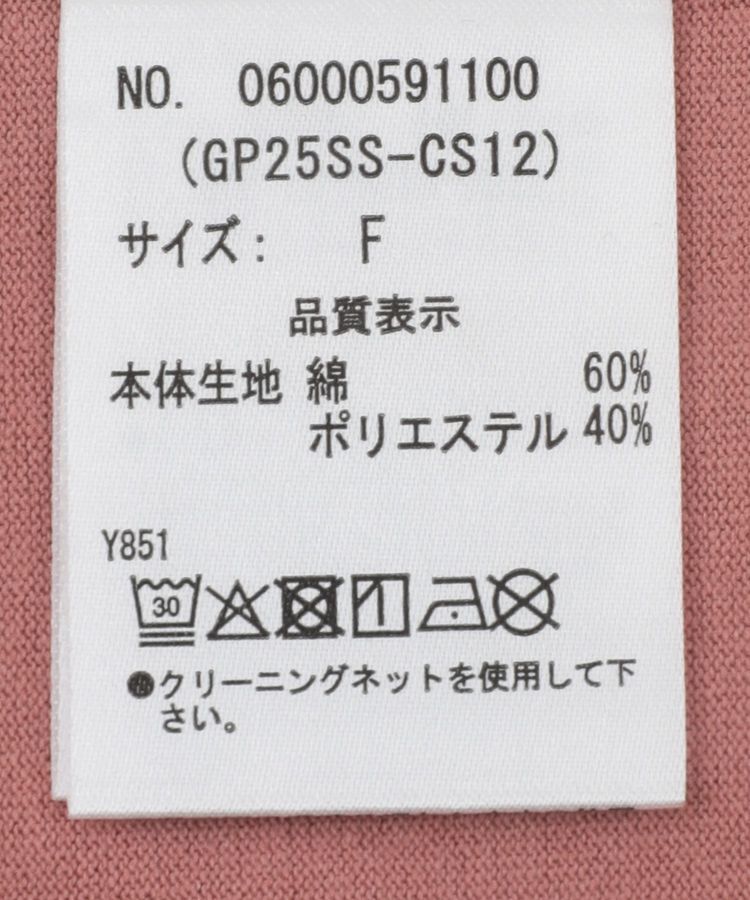 NO. 06000591100
(GP25SS-CS12)
サイズ: F
品質表示
本体生地 綿 60%
ポリエステル 40%
Y851
30
●クリーニングネットを使用して下
さい。